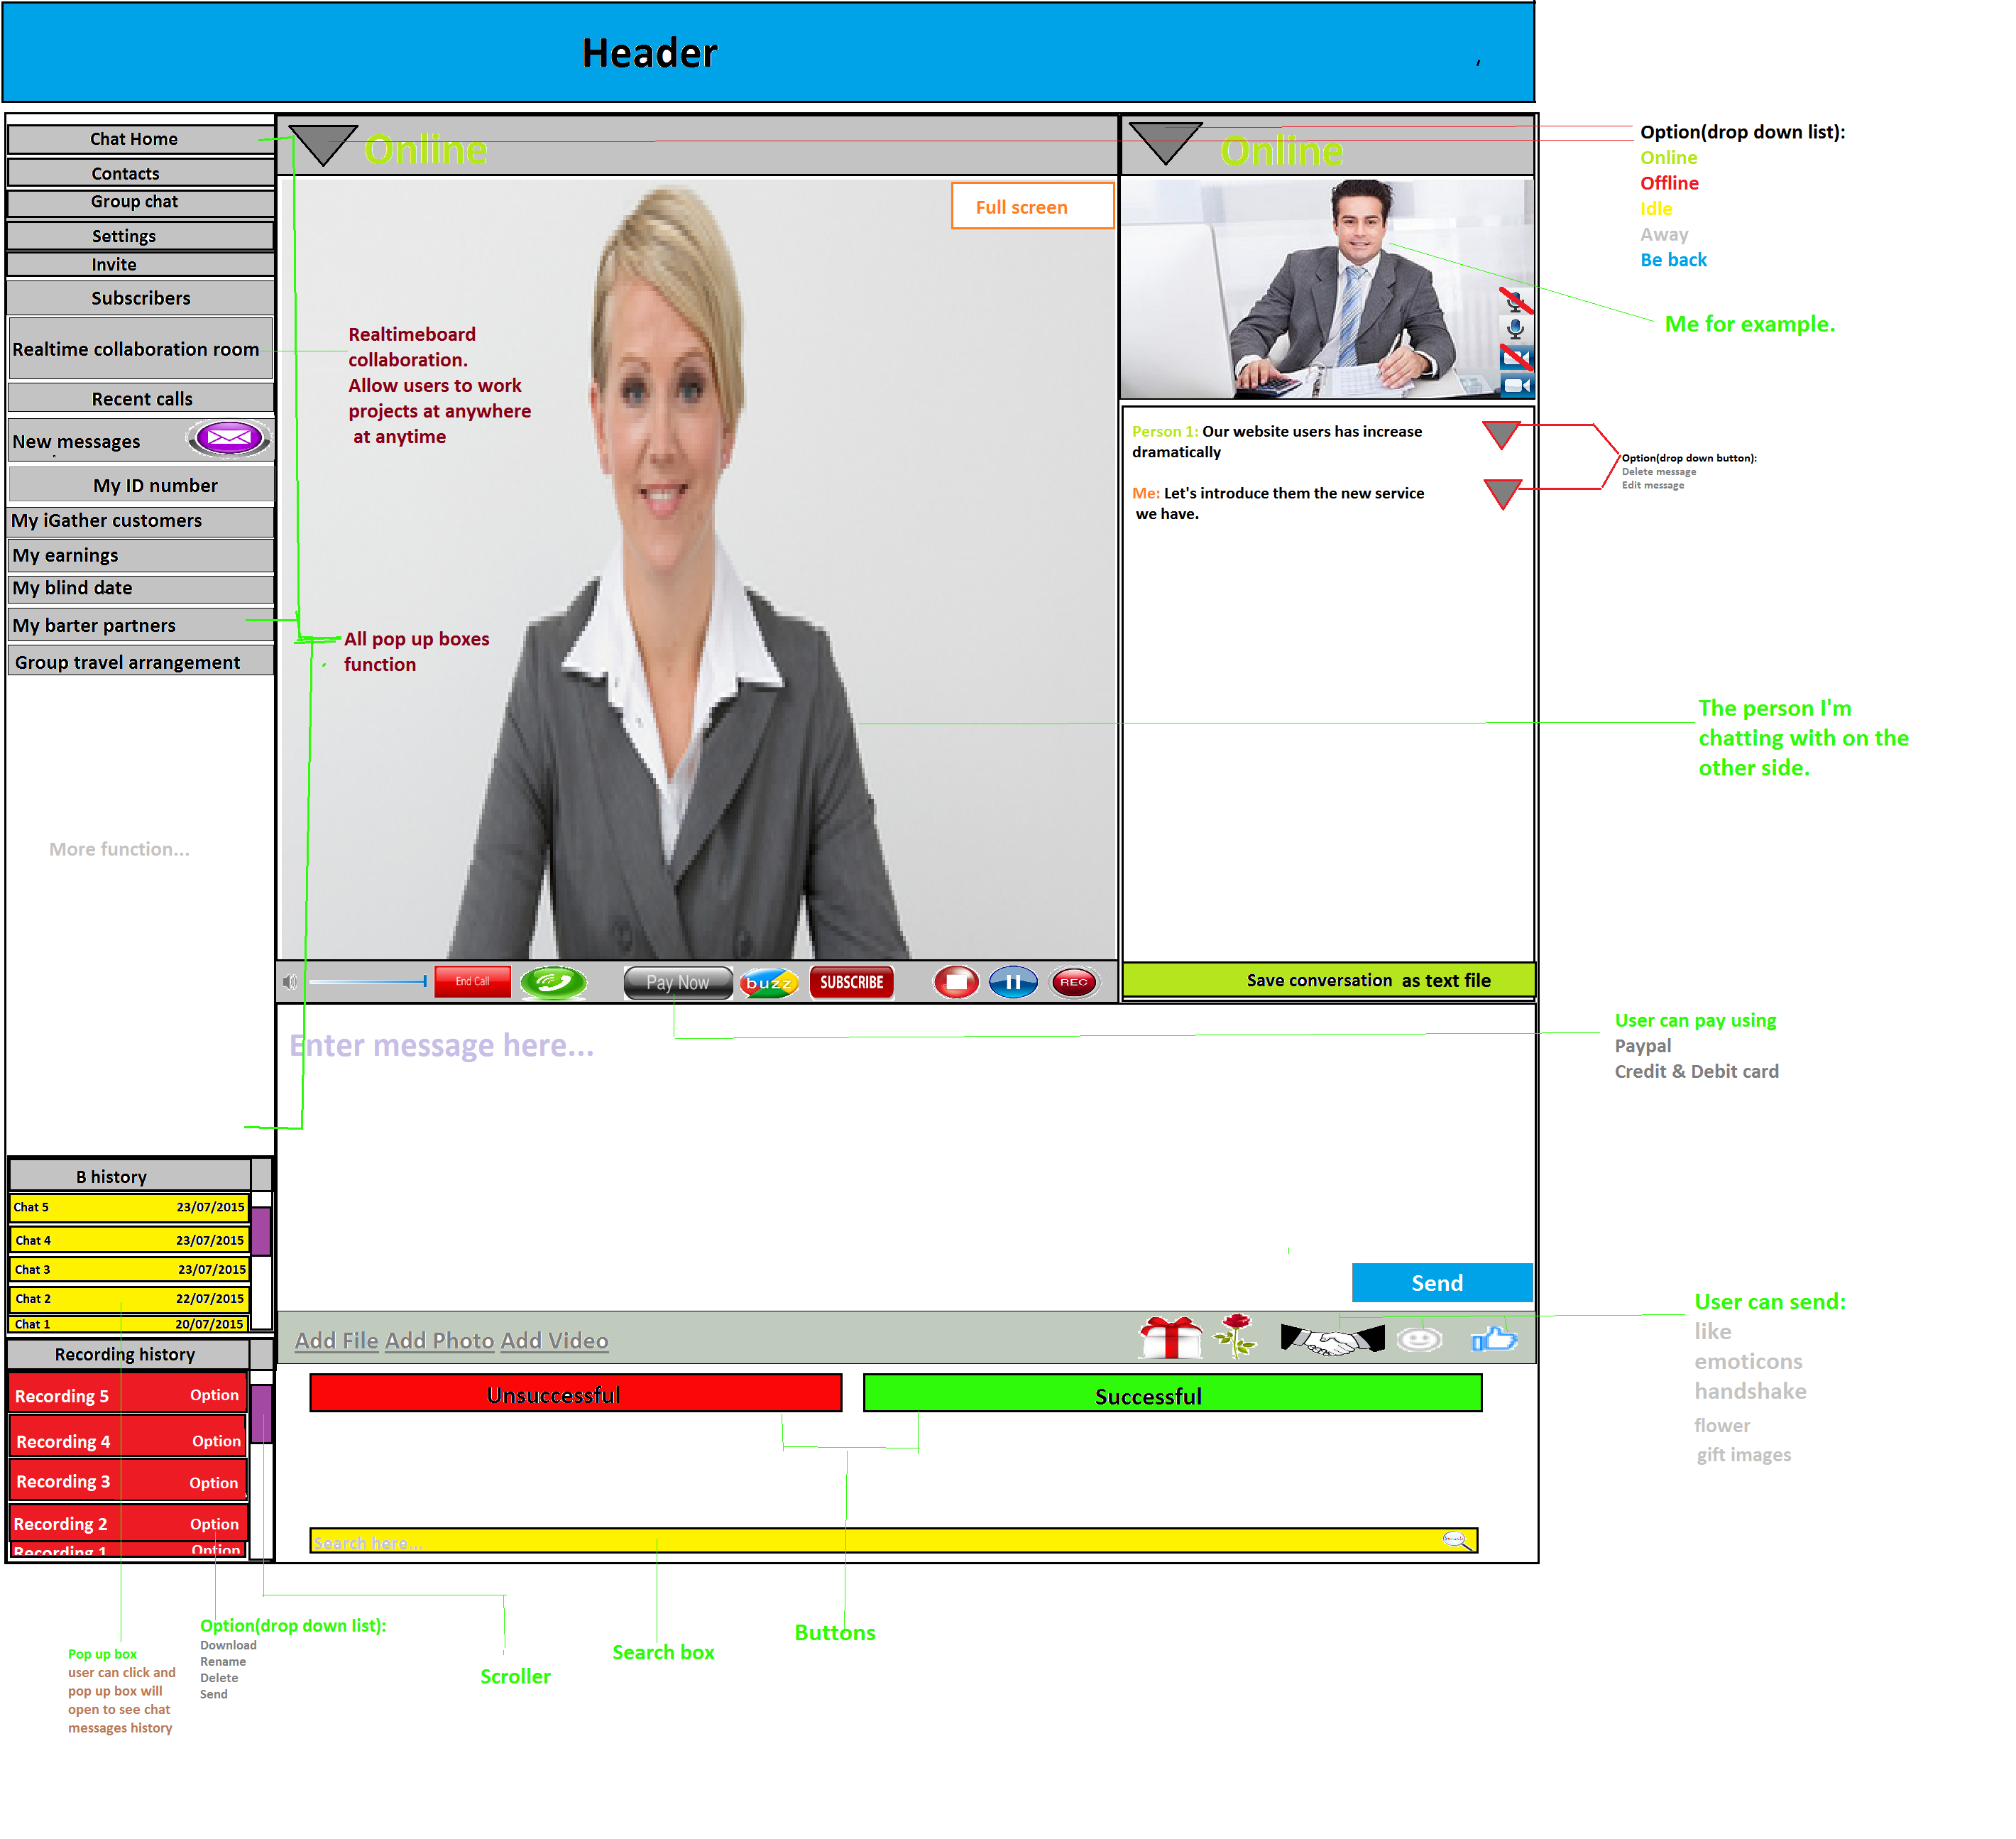 Header
,
Chat Home
Contacts
Group chat
Settings
Invite
Subscribers
Realtime collaboration room
Recent calls
New messages
My ID number
My iGather customers
My earnings
My blind date
My barter partners
Group travel arrangement
More function...
B history
Chat 5 23/07/2015
Chat 4 23/07/2015
Chat 3 23/07/2015
Chat 2 22/07/2015
Chat 1 20/07/2015
Recording history
Recording 5 Option
Recording 4 Option
Recording 3 Option
Recording 2 Option
Recording 1 Option
Online
Full screen
Realtimeboard
collaboration.
Allow users to work
projects at anywhere
at anytime
All pop up boxes
function
End Call
Pay Now
buzz
SUBSCRIBE
REC
Online
Person 1: Our website users has increase
dramatically
Me: Let's introduce them the new service
we have.
Save conversation as text file
Enter message here...
Send
Add File Add Photo Add Video
Unsuccessful
Successful
Search here...
Option(drop down list):
Online
Offline
Idle
Away
Be back
Me for example.
Option(drop down button):
Delete message
Edit message
The person I'm
chatting with on the
other side.
User can pay using
Paypal
Credit & Debit card
User can send:
like
emoticons
handshake
flower
gift images
Pop up box
user can click and
pop up box will
open to see chat
messages history
Option(drop down list):
Download
Rename
Delete
Send
Scroller
Search box
Buttons